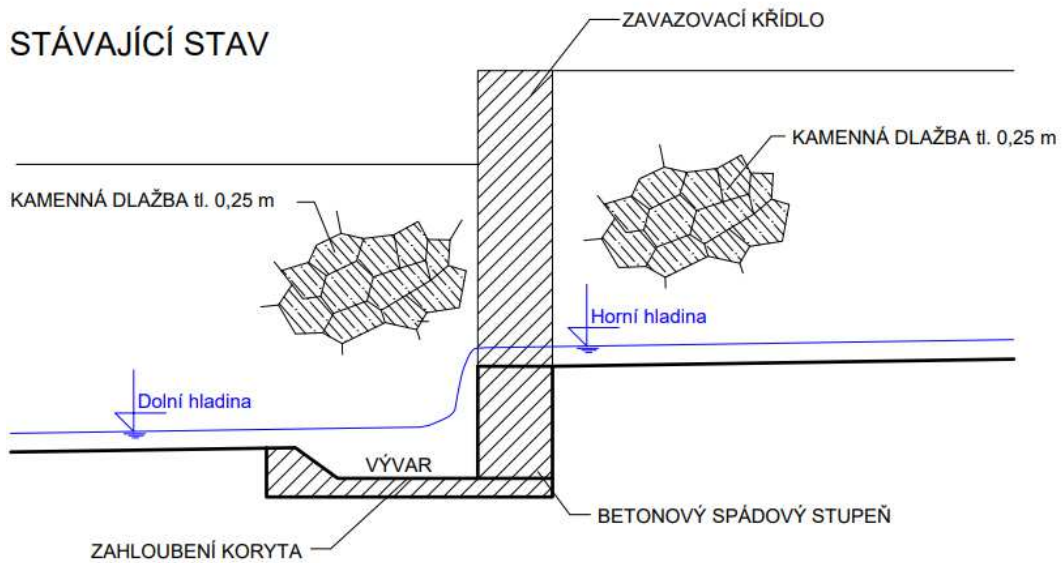 ZAVAZOVACÍ KŘÍDLO
STÁVAJÍCÍ STAV
KAMENNÁ DLAŽBA tl. 0,25 m
KAMENNÁ DLAŽBA tl. 0,25 m
Horní hladina
Dolní hladina
VÝVAR
BETONOVÝ SPÁDOVÝ STUPEŇ
ZAHLOUBENÍ KORYTA